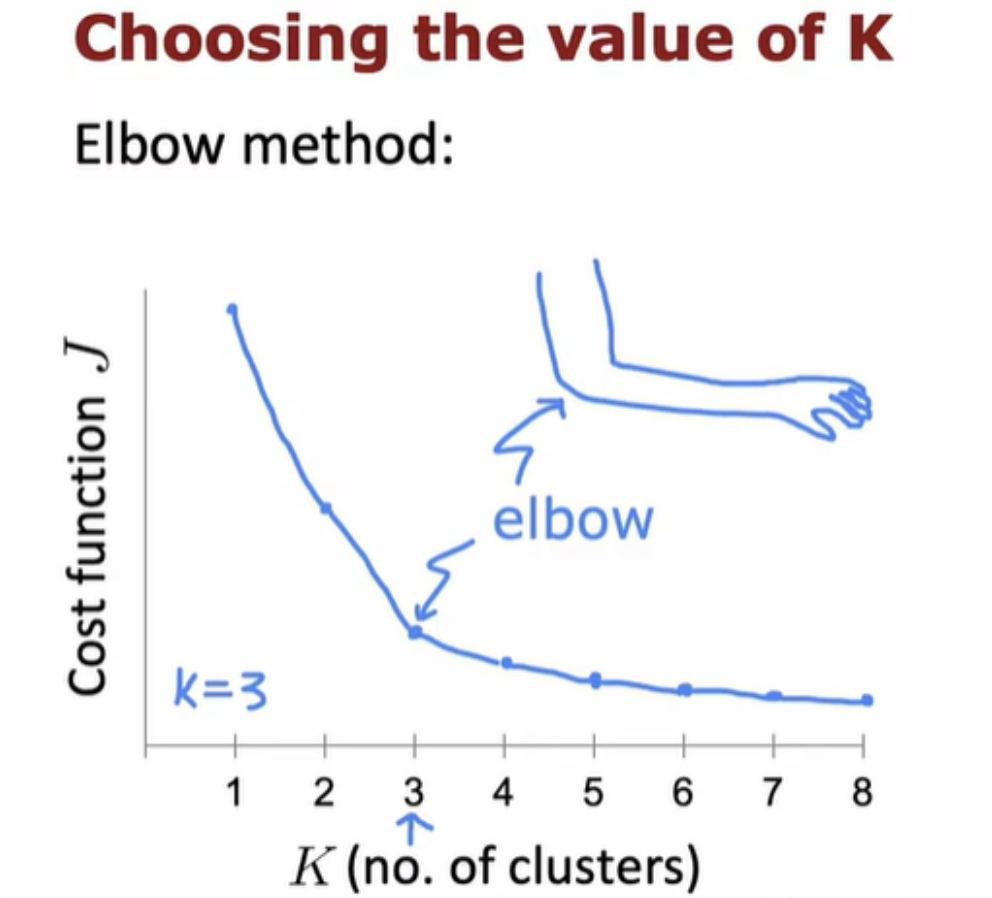 Choosing the value of K
Elbow method:
Cost function J
elbow
k=3
1 2 3 4 5 6 7 8
K (no. of clusters)